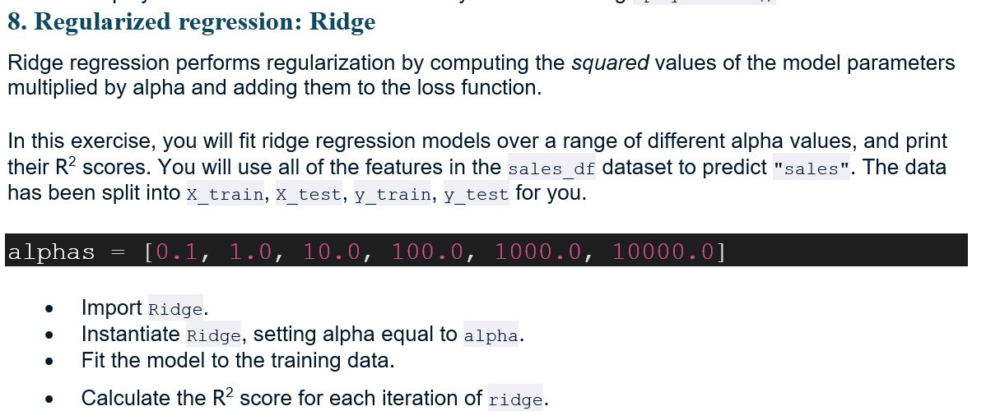 8. Regularized regression: Ridge
Ridge regression performs regularization by computing the squared values of the model parameters
multiplied by alpha and adding them to the loss function.
In this exercise, you will fit ridge regression models over a range of different alpha values, and print
their R² scores. You will use all of the features in the sales_df dataset to predict "sales". The data
has been split into X_train, X_test, y_train, y_test for you.
alphas = [0.1, 1.0, 10.0, 100.0, 1000.0, 10000.0]
• Import Ridge.
• Instantiate Ridge, setting alpha equal to alpha.
• Fit the model to the training data.
• Calculate the R² score for each iteration of ridge.